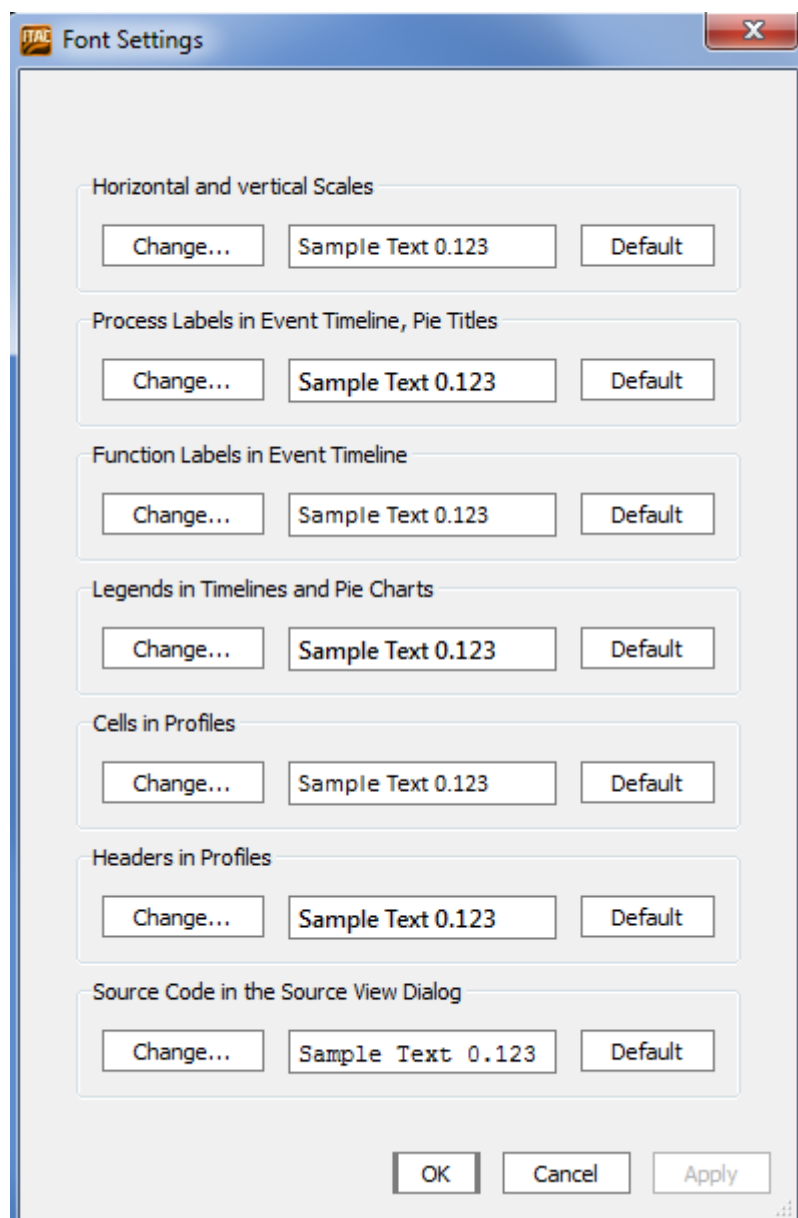 ITAC Font Settings X
Horizontal and vertical Scales
Change... Sample Text 0.123 Default
Process Labels in Event Timeline, Pie Titles
Change... Sample Text 0.123 Default
Function Labels in Event Timeline
Change... Sample Text 0.123 Default
Legends in Timelines and Pie Charts
Change... Sample Text 0.123 Default
Cells in Profiles
Change... Sample Text 0.123 Default
Headers in Profiles
Change... Sample Text 0.123 Default
Source Code in the Source View Dialog
Change... Sample Text 0.123 Default
OK Cancel Apply